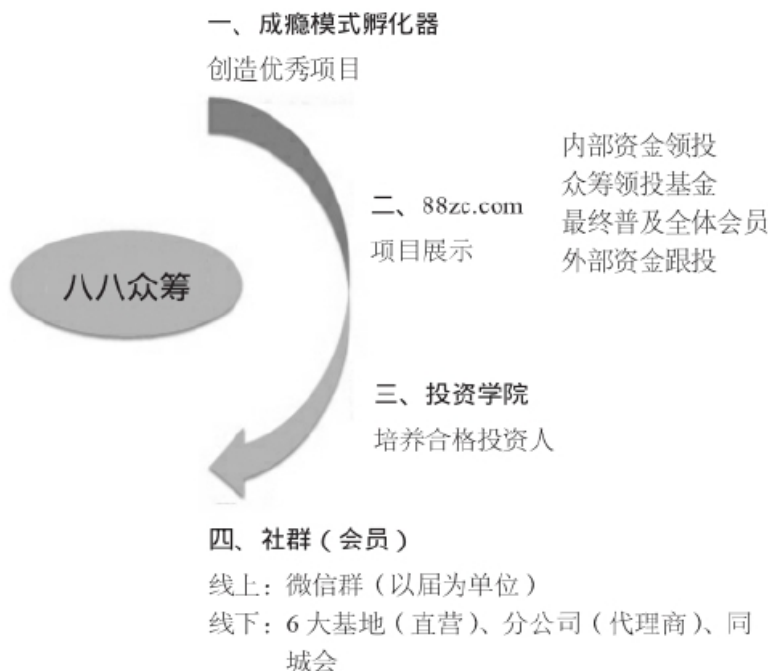 一、成瘾模式孵化器
创造优秀项目
内部资金领投
众筹领投基金
二、88zc.com
最终普及全体会员
项目展示
外部资金跟投
八八众筹
三、投资学院
培养合格投资人
四、社群（会员）
线上：微信群（以届为单位）
线下：6大基地（直营）、分公司（代理商）、同
城会